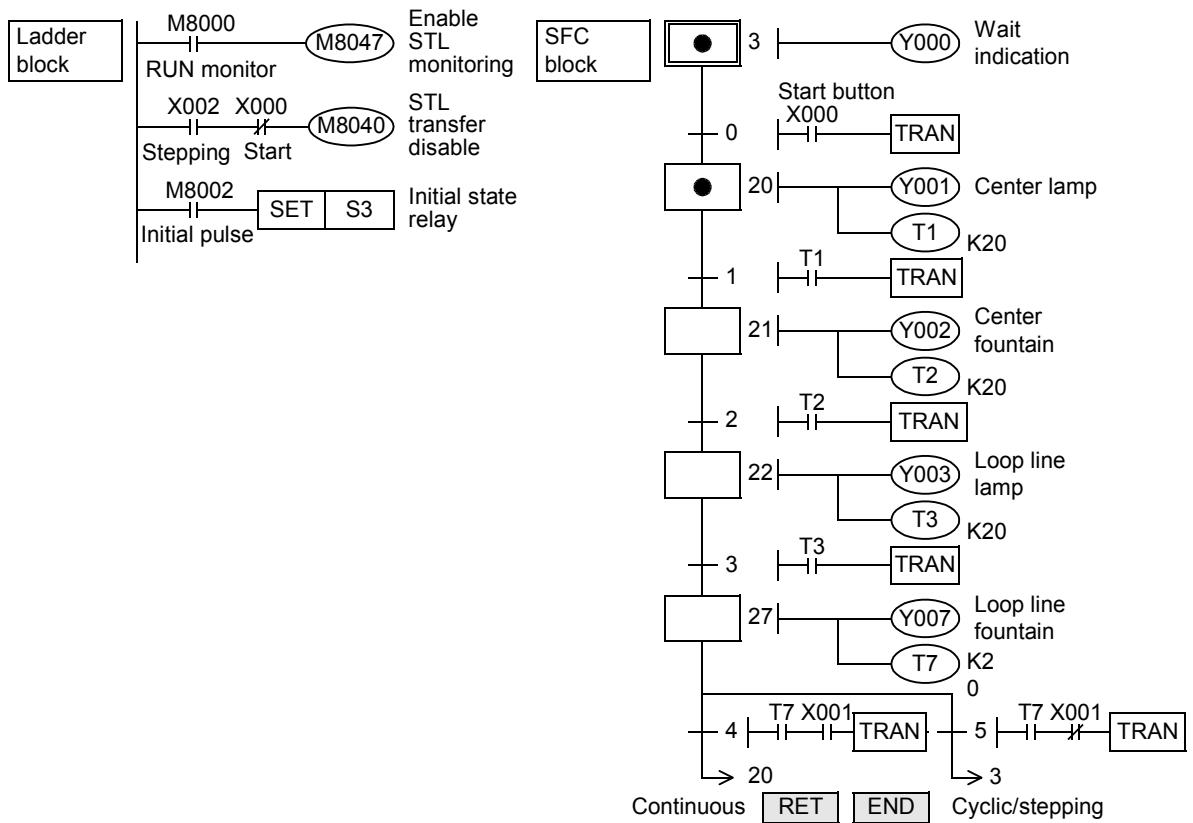 Ladder
block
M8000
M8047
Enable
STL
monitoring
RUN monitor
X002 X000
M8040
STL
transfer
disable
Stepping Start
M8002
SET S3
Initial state
relay
Initial pulse
SFC
block
3
Y000
Wait
indication
Start button
X000
0
TRAN
20
Y001
Center lamp
T1
K20
T1
1
TRAN
21
Y002
Center
fountain
T2
K20
T2
2
TRAN
22
Y003
Loop line
lamp
T3
K20
T3
3
TRAN
27
Y007
Loop line
fountain
T7
K2
0
T7 X001
4
TRAN
T7 X001
5
TRAN
20
3
Continuous RET END Cyclic/stepping